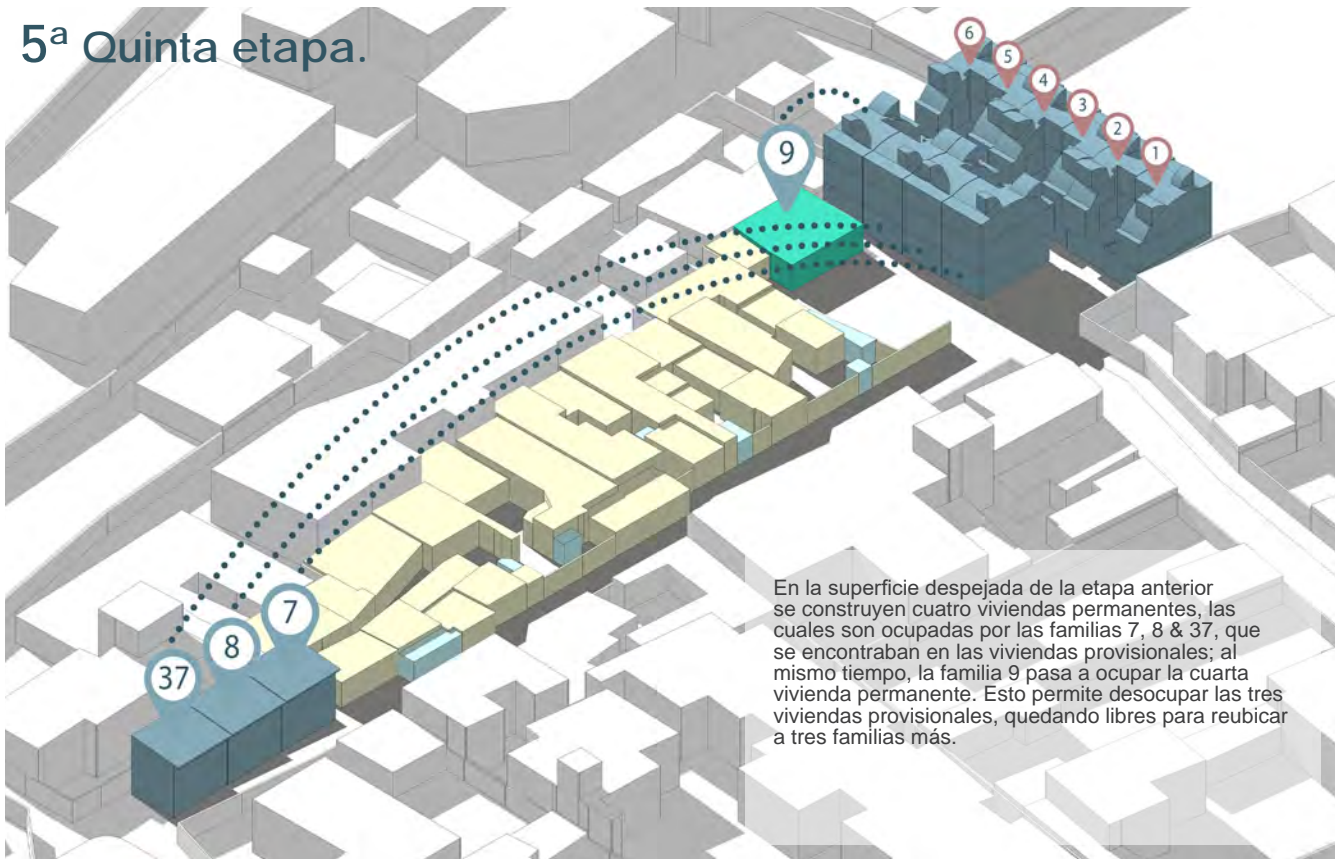 5ª Quinta etapa.
6
5
4
3
2
1
9
7
8
37
En la superficie despejada de la etapa anterior
se construyen cuatro viviendas permanentes, las
cuales son ocupadas por las familias 7, 8 & 37, que
se encontraban en las viviendas provisionales; al
mismo tiempo, la familia 9 pasa a ocupar la cuarta
vivienda permanente. Esto permite desocupar las tres
viviendas provisionales, quedando libres para reubicar
a tres familias más.